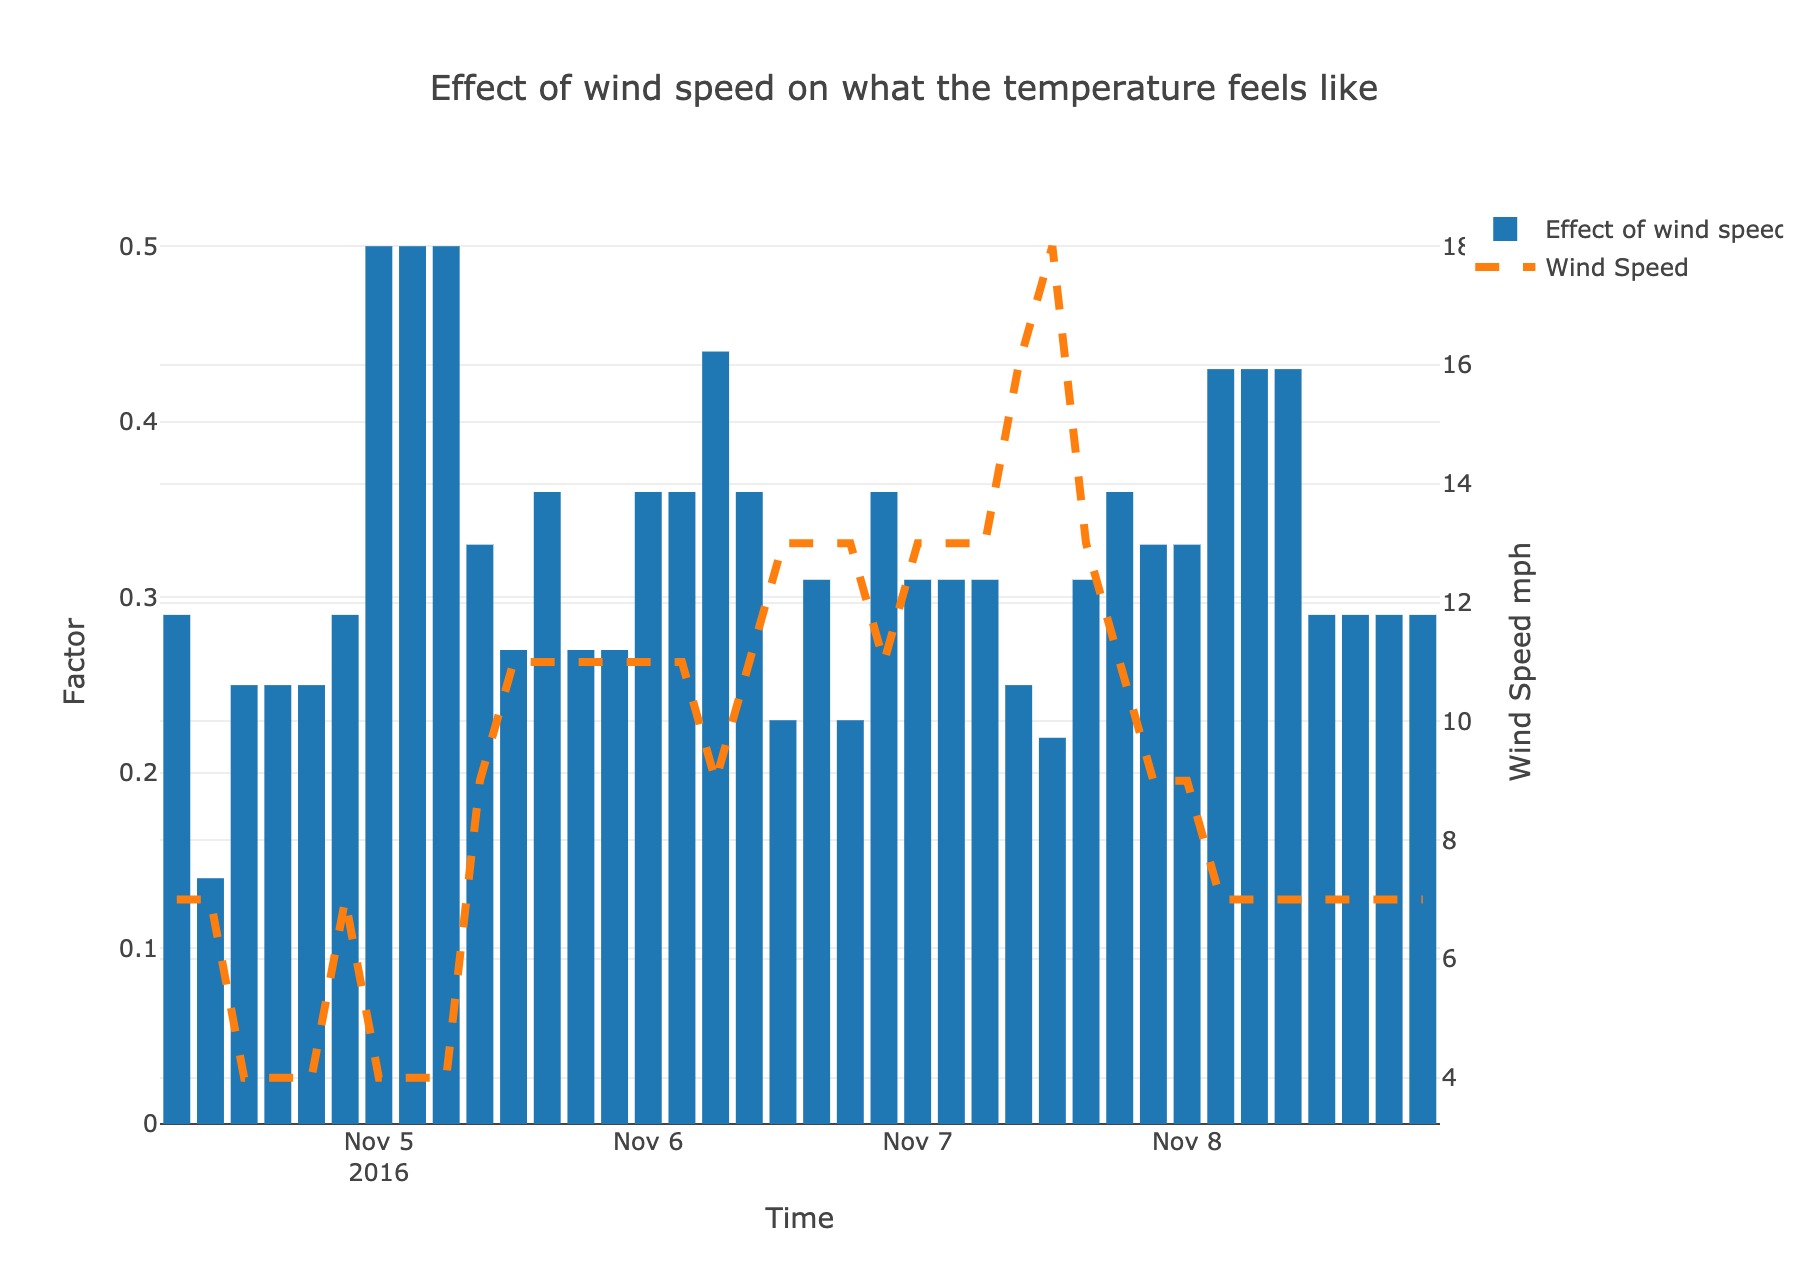 Effect of wind speed on what the temperature feels like
Effect of wind speed
Wind Speed
0.5
0.4
0.3
0.2
0.1
0
Factor
18
16
14
12
10
8
6
4
Wind Speed mph
Nov 5
2016
Nov 6
Nov 7
Nov 8
Time